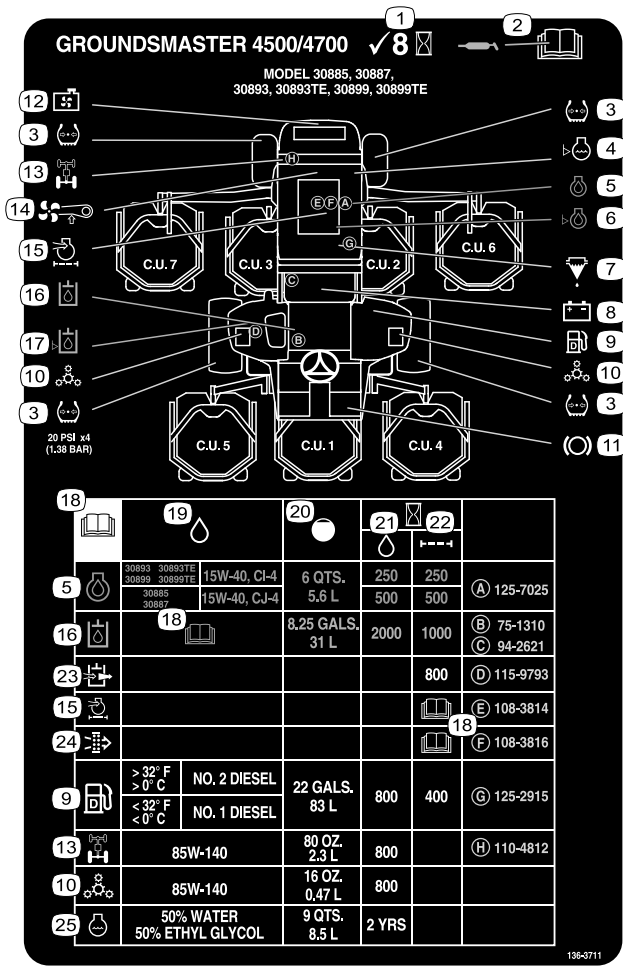 1
2
GROUNDSMASTER 4500/4700 ✓8
MODEL 30885, 30887,
30893, 30893TE, 30899, 30899TE
12
3
3
H
4
13
5
14
E F A
6
15
G
C.U. 7
C.U. 3
C.U. 2
C.U. 6
7
16
C
8
17
D
B
9
D
10
10
3
3
20 PSI x4
(1.38 BAR)
11
C.U. 5
C.U. 1
C.U. 4
18
19
20
21
22
5
30893 30893TE
30899 30899TE
15W-40, CI-4
6 QTS.
5.6 L
250
250
A 125-7025
30885
30887
15W-40, CJ-4
500
500
16
18
8.25 GALS.
31 L
2000
1000
B 75-1310
C 94-2621
23
800
D 115-9793
15
E 108-3814
18
24
F 108-3816
9
D
> 32° F
> 0° C
NO. 2 DIESEL
22 GALS.
83 L
800
400
G 125-2915
< 32° F
< 0° C
NO. 1 DIESEL
13
85W-140
80 OZ.
2.3 L
800
H 110-4812
10
85W-140
16 OZ.
0.47 L
800
25
50% WATER
50% ETHYL GLYCOL
9 QTS.
8.5 L
2 YRS
136-3711